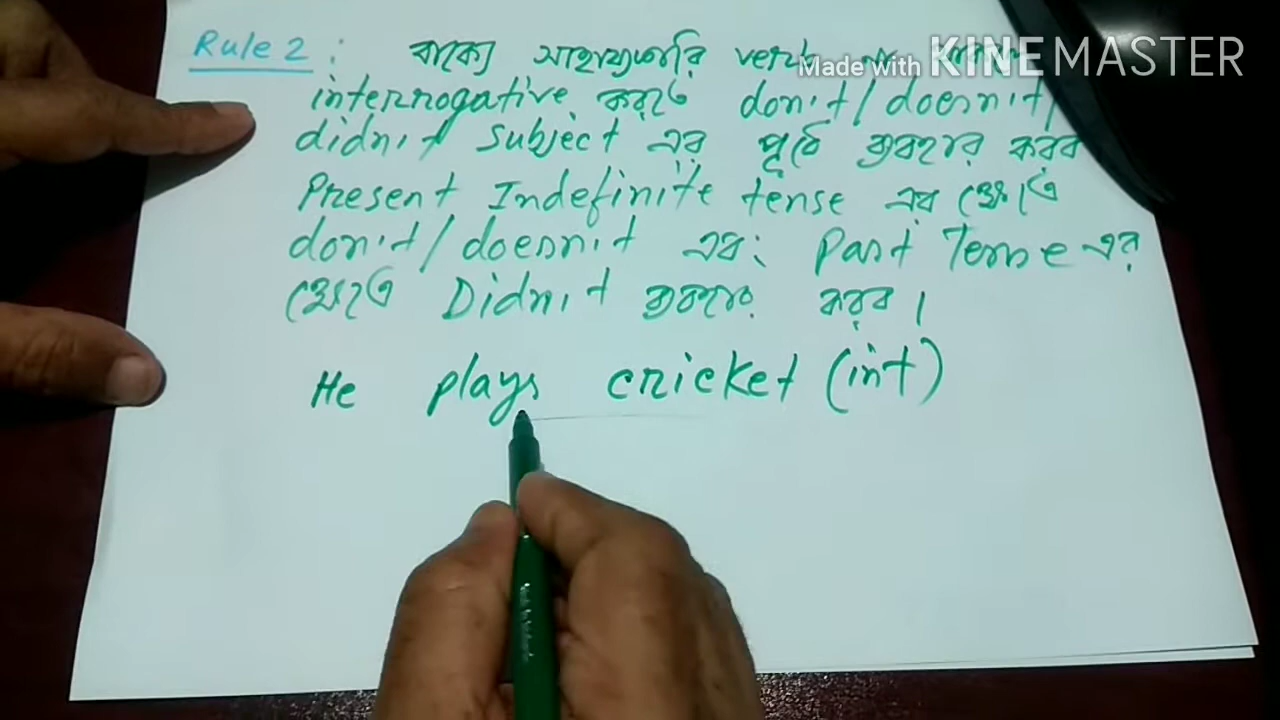 Rule 2 : বাক্যে সাহায্যকারি verb
Made with KINEMASTER
interrogative করতে don't/doesn't/
didn't subject এর পূর্বে ব্যবহার করব
Present Indefinite tense এর ক্ষেত্রে
don't/doesn't এবং Past Tense এর
ক্ষেত্রে Didn't ব্যবহার করব।
He plays cricket (int)